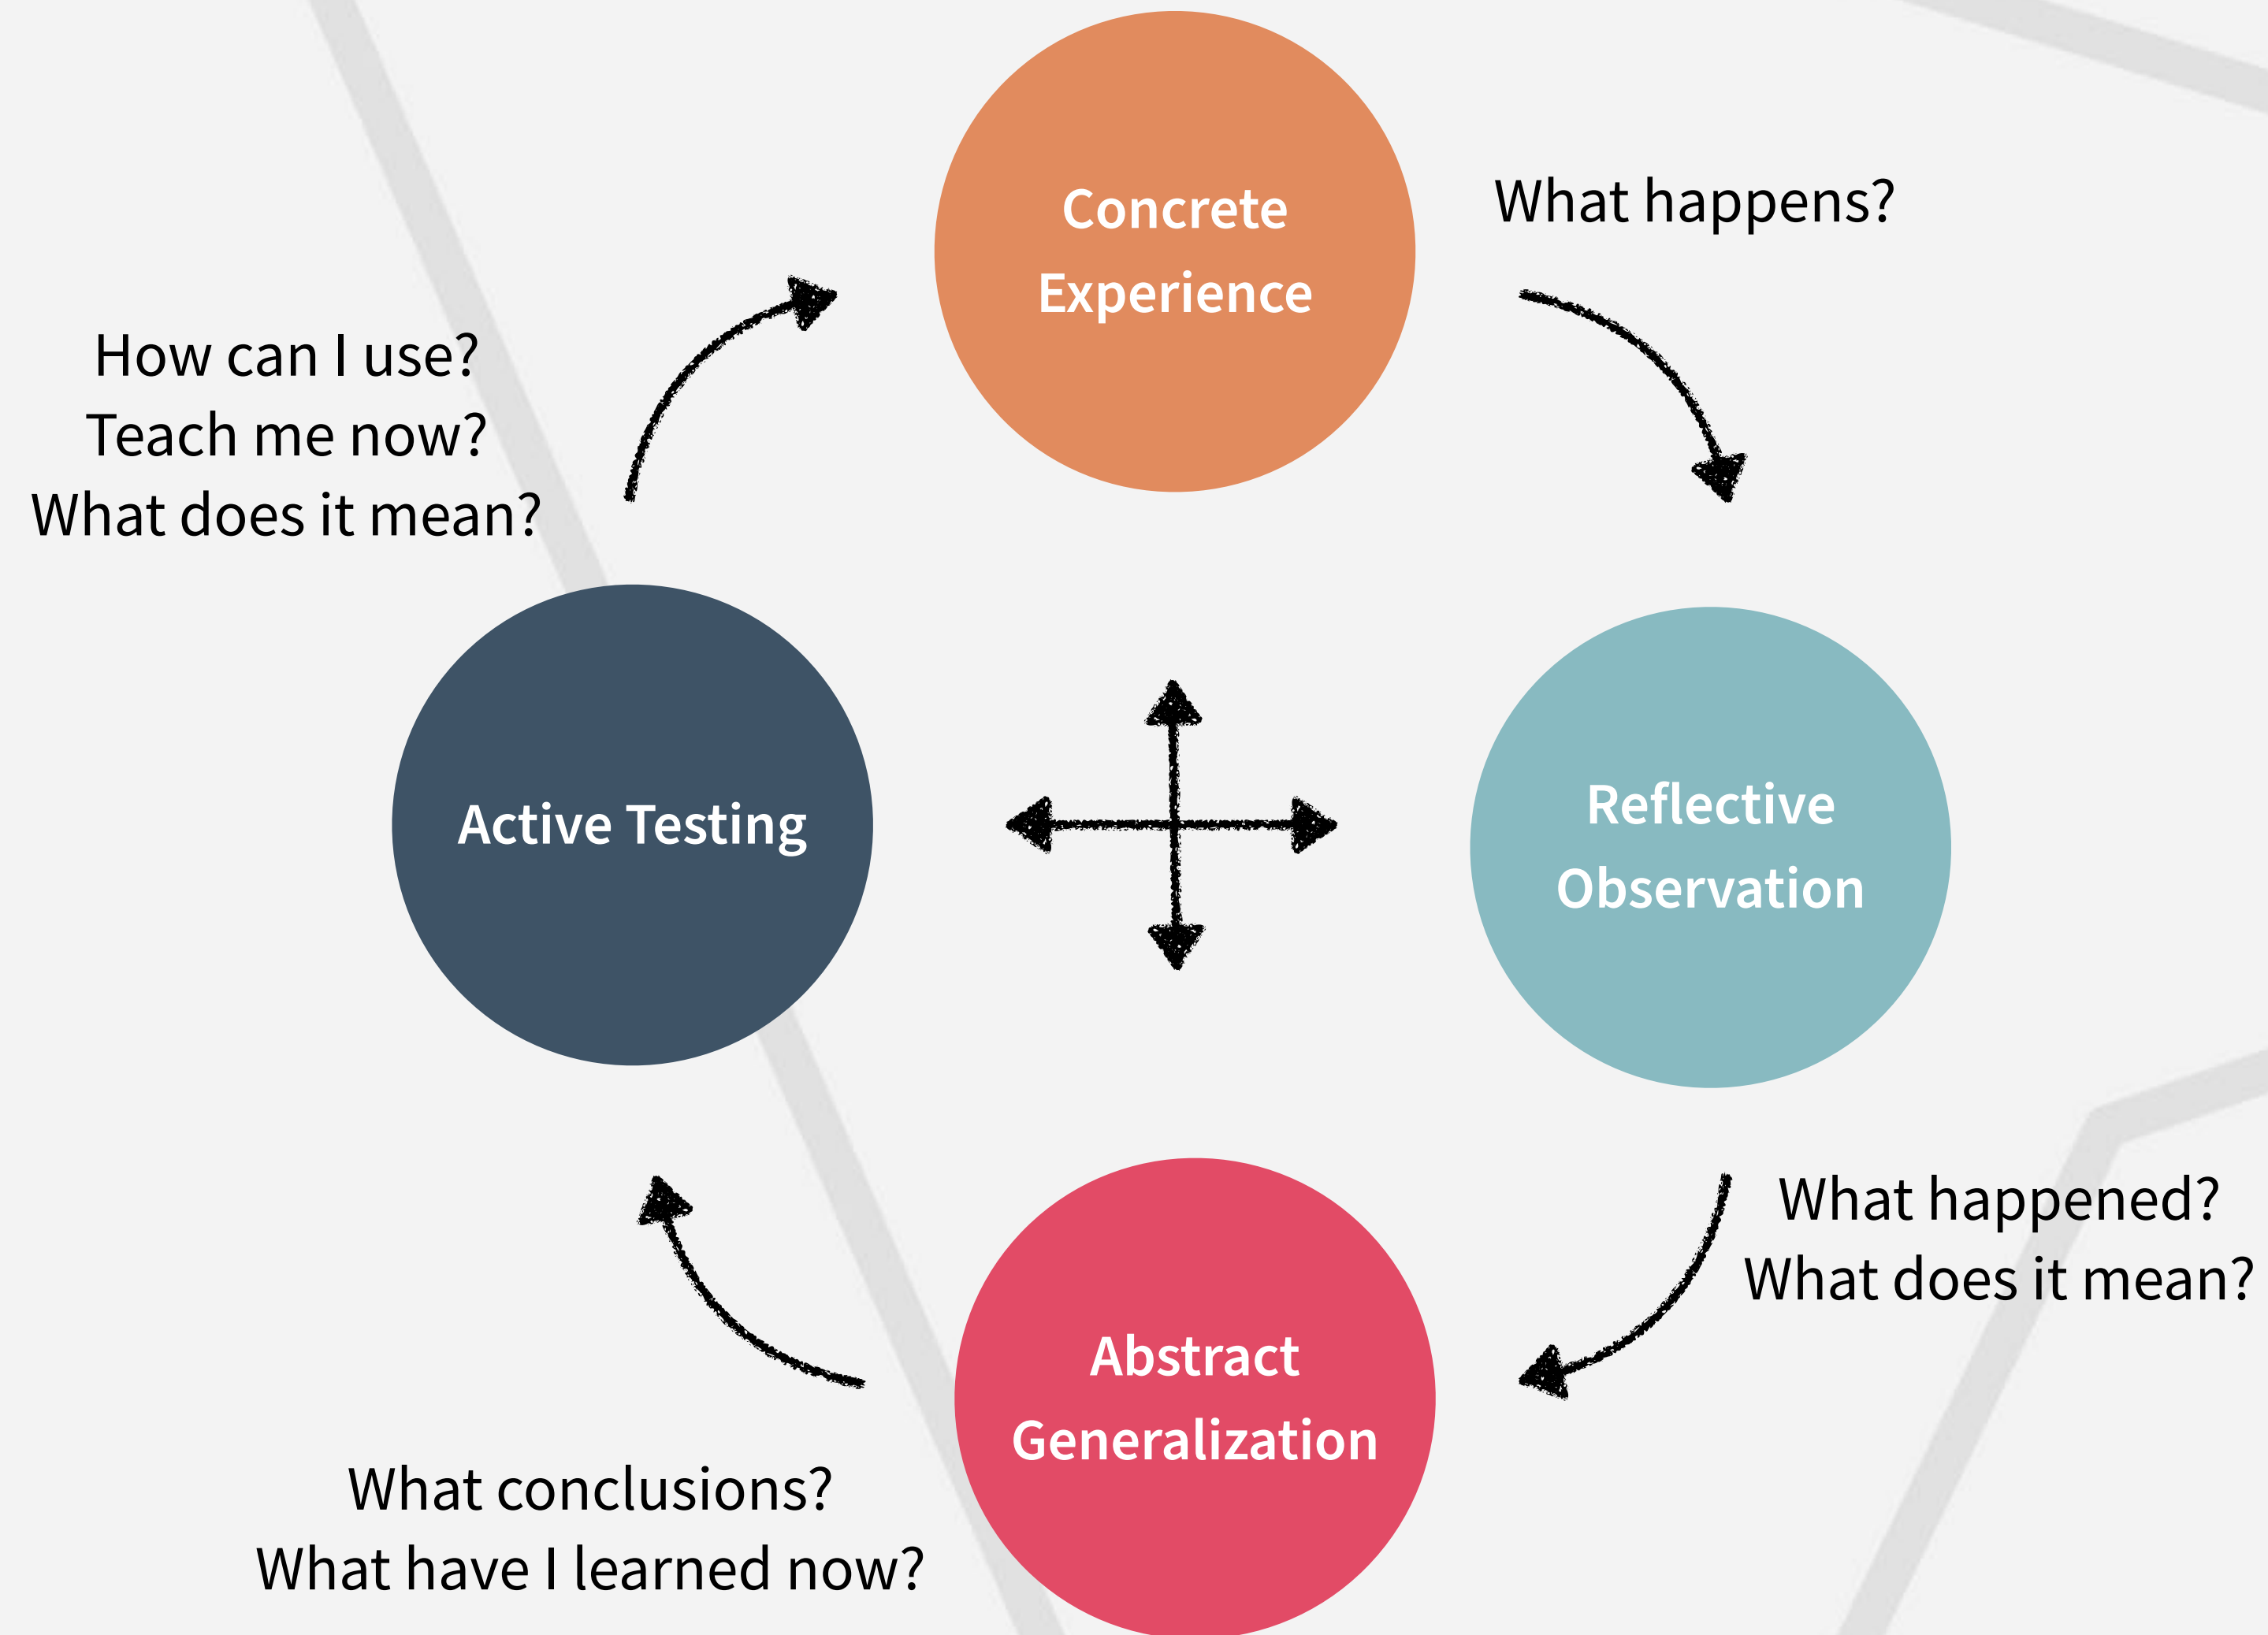 Concrete
Experience
What happens?
How can I use?
Teach me now?
What does it mean?
Active Testing
Reflective
Observation
What happened?
What does it mean?
Abstract
Generalization
What conclusions?
What have I learned now?